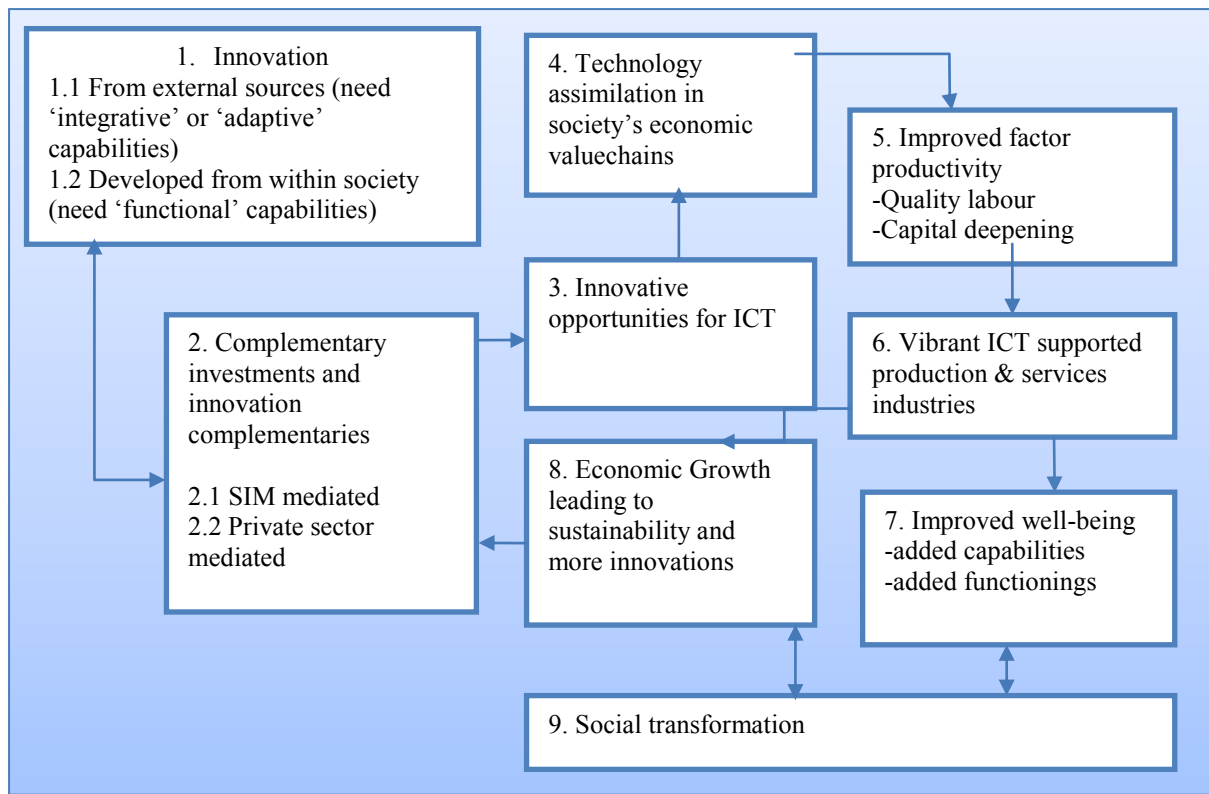 1. Innovation
1.1 From external sources (need
‘integrative’ or ‘adaptive’
capabilities)
1.2 Developed from within society
(need ‘functional’ capabilities)
2. Complementary
investments and
innovation
complementaries
2.1 SIM mediated
2.2 Private sector
mediated
3. Innovative
opportunities for ICT
4. Technology
assimilation in
society’s economic
valuechains
5. Improved factor
productivity
-Quality labour
-Capital deepening
6. Vibrant ICT supported
production & services
industries
7. Improved well-being
-added capabilities
-added functionings
8. Economic Growth
leading to
sustainability and
more innovations
9. Social transformation